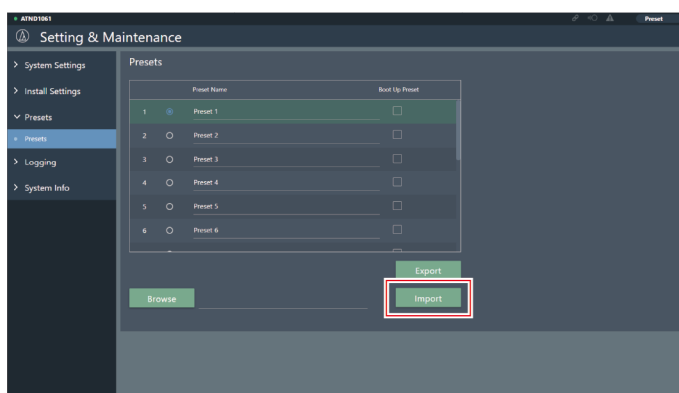 ATND1061
Preset
Setting & Maintenance
System Settings
Install Settings
Presets
Presets
Logging
System Info
Presets
Preset Name Boot Up Preset
1 Preset 1
2 Preset 2
3 Preset 3
4 Preset 4
5 Preset 5
6 Preset 6
Export
Browse
Import